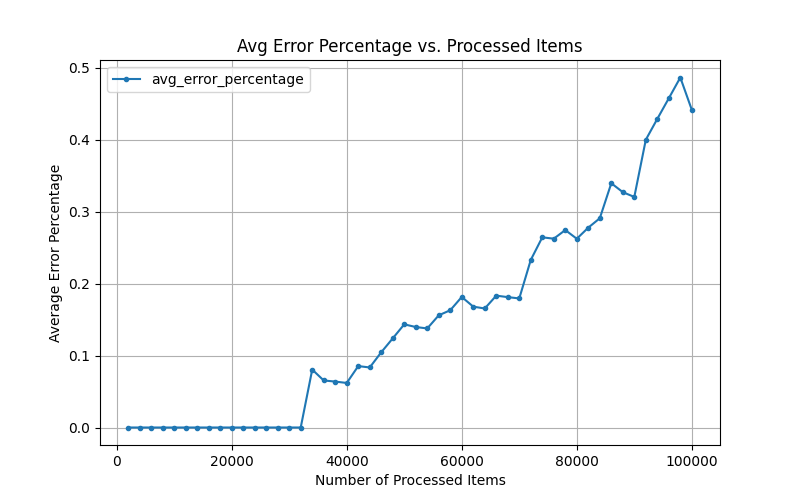 Avg Error Percentage vs. Processed Items
avg_error_percentage
Average Error Percentage
0.5
0.4
0.3
0.2
0.1
0.0
0 20000 40000 60000 80000 100000
Number of Processed Items